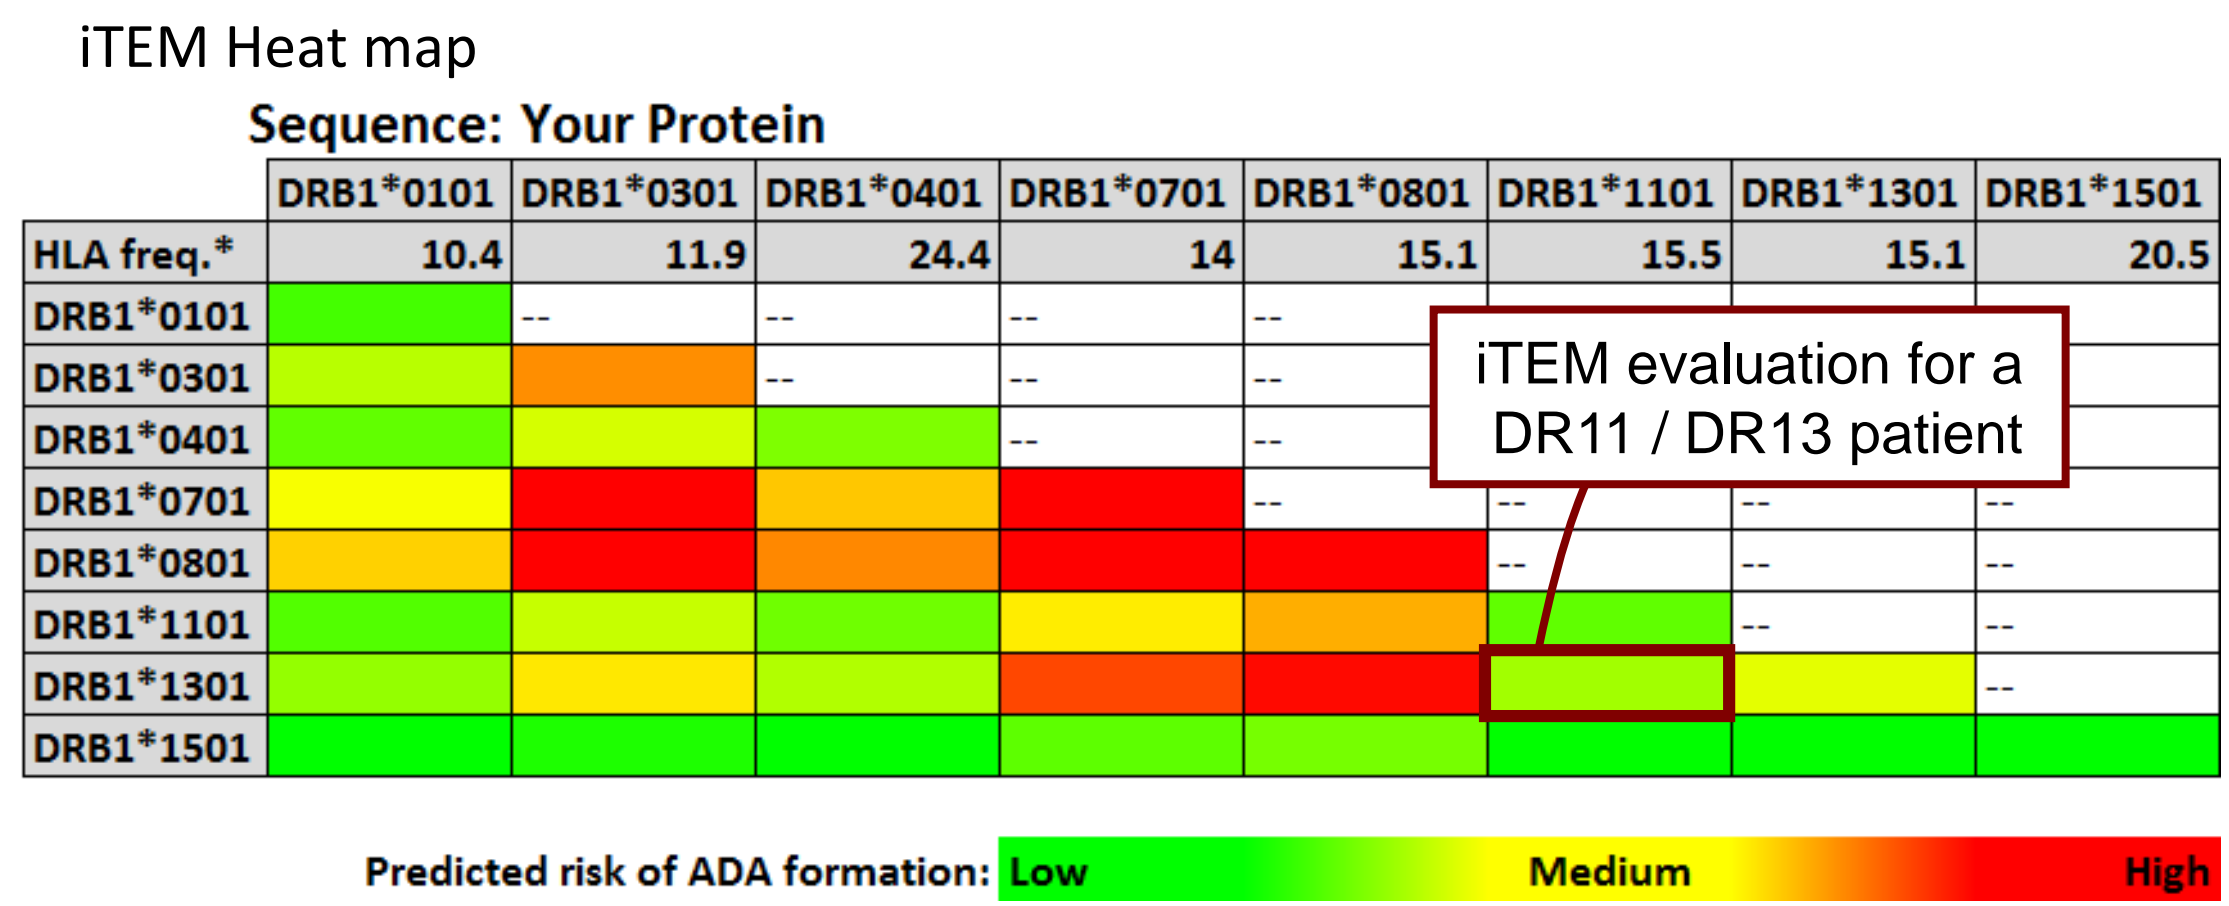 iTEM Heat map
Sequence: Your Protein
DRB1*0101 DRB1*0301 DRB1*0401 DRB1*0701 DRB1*0801 DRB1*1101 DRB1*1301 DRB1*1501
HLA freq.* 10.4 11.9 24.4 14 15.1 15.5 15.1 20.5
DRB1*0101 -- -- -- --
DRB1*0301 -- -- --
DRB1*0401 -- --
iTEM evaluation for a
DR11 / DR13 patient
DRB1*0701 -- -- -- --
DRB1*0801 -- -- --
DRB1*1101 -- --
DRB1*1301 --
DRB1*1501
Predicted risk of ADA formation: Low Medium High